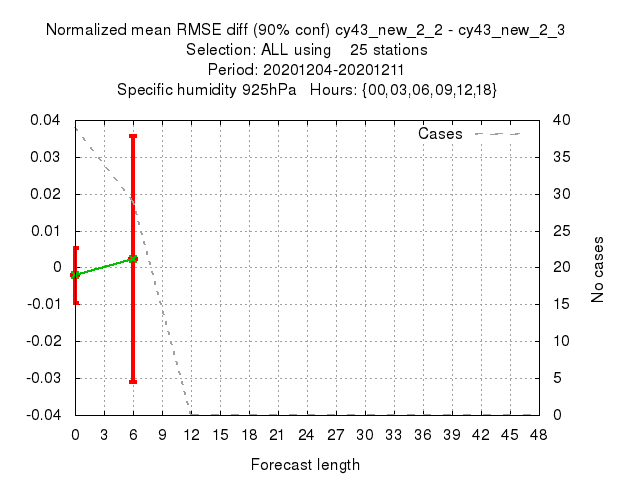 Normalized mean RMSE diff (90% conf) cy43_new_2_2 - cy43_new_2_3
Selection: ALL using    25 stations
Period: 20201204-20201211
Specific humidity 925hPa   Hours: {00,03,06,09,12,18}
Cases
0.04
0.03
0.02
0.01
0
-0.01
-0.02
-0.03
-0.04
40
35
30
25
20
15
10
5
0
No cases
0 3 6 9 12 15 18 21 24 27 30 33 36 39 42 45 48
Forecast length